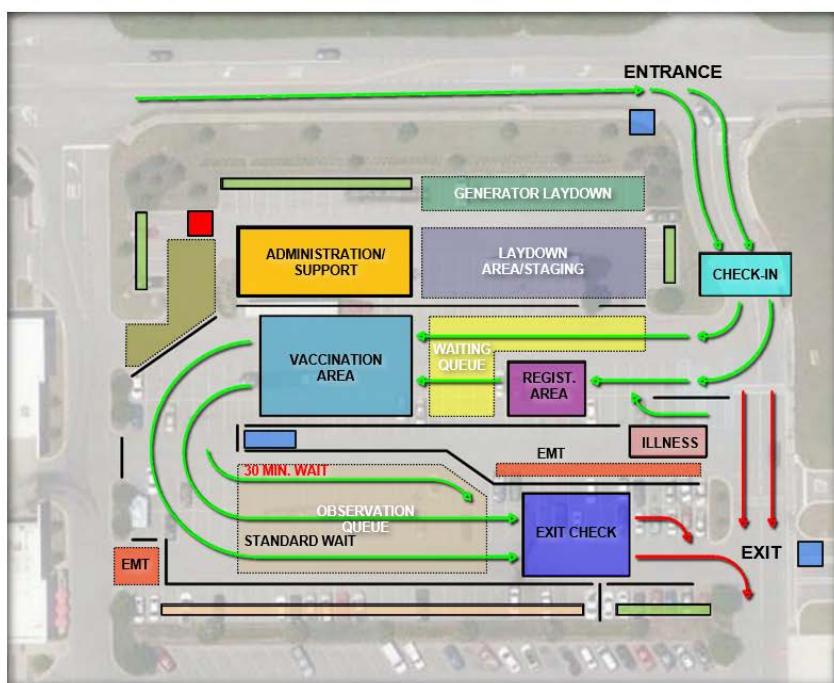 ENTRANCE
GENERATOR LAYDOWN
ADMINISTRATION/
SUPPORT
LAYDOWN
AREA/STAGING
CHECK-IN
VACCINATION
AREA
WAITING
QUEUE
REGIST.
AREA
ILLNESS
EMT
30 MIN. WAIT
OBSERVATION
QUEUE
STANDARD WAIT
EXIT CHECK
EXIT
EMT